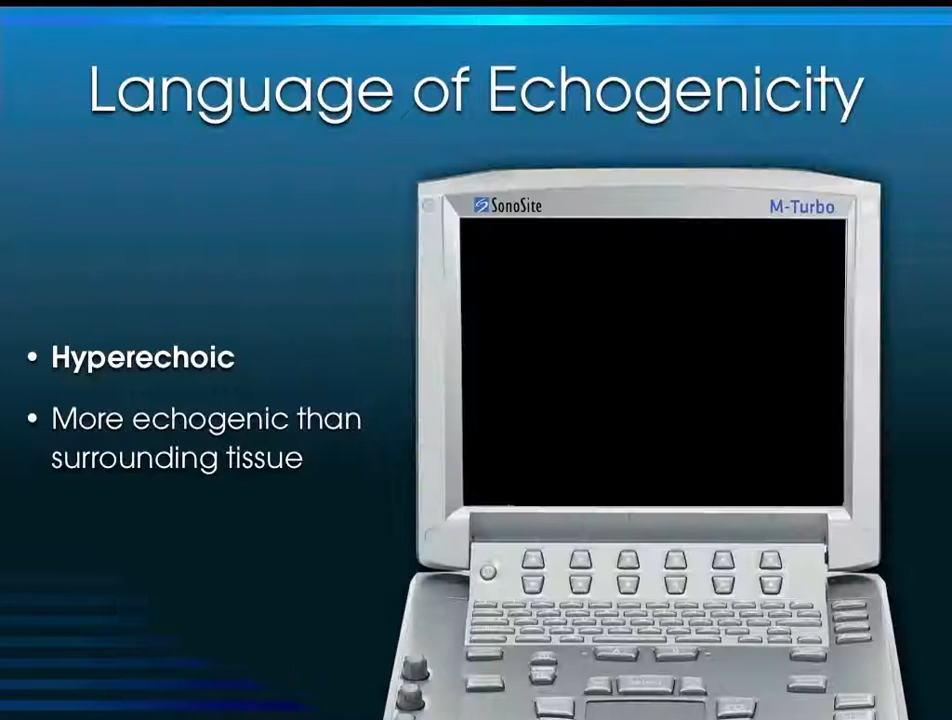 Language of Echogenicity
SonoSite
M-Turbo
• Hyperechoic
• More echogenic than
surrounding tissue